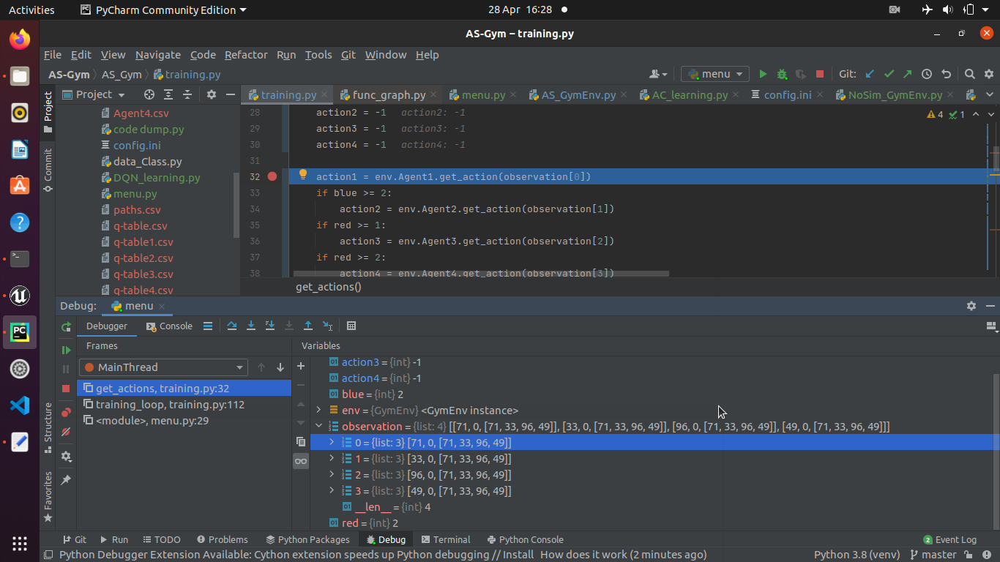 Activities PyCharm Community Edition 28 Apr 16:28
AS-Gym – training.py
File Edit View Navigate Code Refactor Run Tools Git Window Help
AS-Gym AS_Gym training.py menu Git:
Project training.py func_graph.py menu.py AS_GymEnv.py AC_learning.py config.ini NoSim_GymEnv.py
Project
Commit
Structure
Favorites
Agent4.csv
code dump.py
config.ini
data_Class.py
DQN_learning.py
menu.py
paths.csv
q-table.csv
q-table1.csv
q-table2.csv
q-table3.csv
q-table4.csv
4 1
28 action2 = -1 action2: -1
29 action3 = -1 action3: -1
30 action4 = -1 action4: -1
31
32 action1 = env.Agent1.get_action(observation[0])
33 if blue >= 2:
34 action2 = env.Agent2.get_action(observation[1])
35 if red >= 1:
36 action3 = env.Agent3.get_action(observation[2])
37 if red >= 2:
38 action4 = env.Agent4.get_action(observation[3])
get_actions()
Debug: menu
Debugger Console
Frames Variables
MainThread
get_actions, training.py:32
training_loop, training.py:112
<module>, menu.py:29
action3 = {int} -1
action4 = {int} -1
blue = {int} 2
env = {GymEnv} <GymEnv instance>
observation = {list: 4} [[71, 0, [71, 33, 96, 49]], [33, 0, [71, 33, 96, 49]], [96, 0, [71, 33, 96, 49]], [49, 0, [71, 33, 96, 49]]]
0 = {list: 3} [71, 0, [71, 33, 96, 49]]
1 = {list: 3} [33, 0, [71, 33, 96, 49]]
2 = {list: 3} [96, 0, [71, 33, 96, 49]]
3 = {list: 3} [49, 0, [71, 33, 96, 49]]
__len__ = {int} 4
red = {int} 2
Git Run TODO Problems Python Packages Debug Terminal Python Console 2 Event Log
Python Debugger Extension Available: Cython extension speeds up Python debugging // Install How does it work (2 minutes ago) Python 3.8 (venv) master